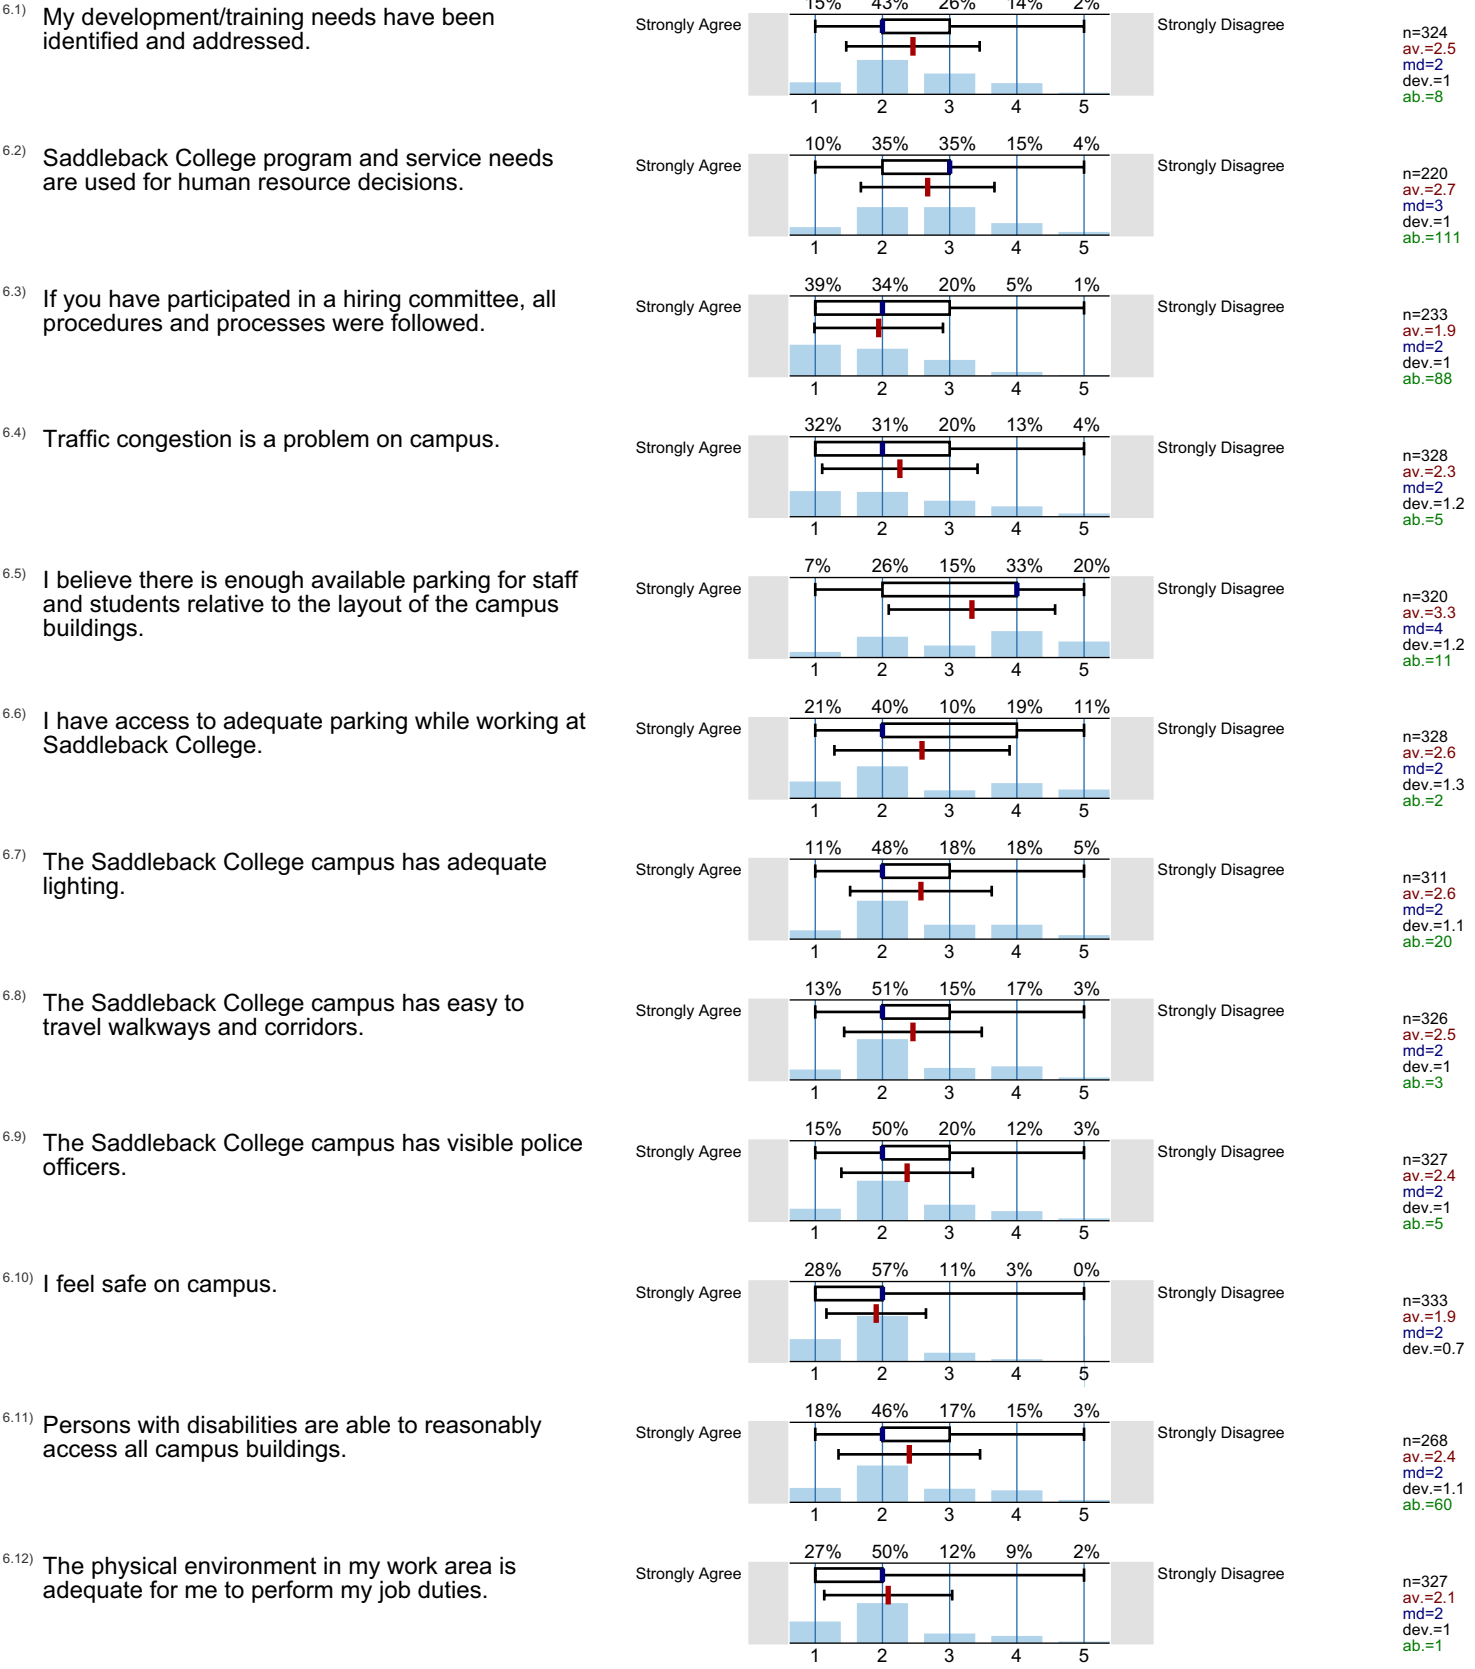 15% 43% 26% 14% 2%
6.1) My development/training needs have been
identified and addressed.
Strongly Agree
Strongly Disagree
n=324
av.=2.5
md=2
dev.=1
ab.=8
1 2 3 4 5
10% 35% 35% 15% 4%
6.2) Saddleback College program and service needs
are used for human resource decisions.
Strongly Agree
Strongly Disagree
n=220
av.=2.7
md=3
dev.=1
ab.=111
1 2 3 4 5
39% 34% 20% 5% 1%
6.3) If you have participated in a hiring committee, all
procedures and processes were followed.
Strongly Agree
Strongly Disagree
n=233
av.=1.9
md=2
dev.=1
ab.=88
1 2 3 4 5
32% 31% 20% 13% 4%
6.4) Traffic congestion is a problem on campus.
Strongly Agree
Strongly Disagree
n=328
av.=2.3
md=2
dev.=1.2
ab.=5
1 2 3 4 5
7% 26% 15% 33% 20%
6.5) I believe there is enough available parking for staff
and students relative to the layout of the campus
buildings.
Strongly Agree
Strongly Disagree
n=320
av.=3.3
md=4
dev.=1.2
ab.=11
1 2 3 4 5
21% 40% 10% 19% 11%
6.6) I have access to adequate parking while working at
Saddleback College.
Strongly Agree
Strongly Disagree
n=328
av.=2.6
md=2
dev.=1.3
ab.=2
1 2 3 4 5
11% 48% 18% 18% 5%
6.7) The Saddleback College campus has adequate
lighting.
Strongly Agree
Strongly Disagree
n=311
av.=2.6
md=2
dev.=1.1
ab.=20
1 2 3 4 5
13% 51% 15% 17% 3%
6.8) The Saddleback College campus has easy to
travel walkways and corridors.
Strongly Agree
Strongly Disagree
n=326
av.=2.5
md=2
dev.=1
ab.=3
1 2 3 4 5
15% 50% 20% 12% 3%
6.9) The Saddleback College campus has visible police
officers.
Strongly Agree
Strongly Disagree
n=327
av.=2.4
md=2
dev.=1
ab.=5
1 2 3 4 5
28% 57% 11% 3% 0%
6.10) I feel safe on campus.
Strongly Agree
Strongly Disagree
n=333
av.=1.9
md=2
dev.=0.7
1 2 3 4 5
18% 46% 17% 15% 3%
6.11) Persons with disabilities are able to reasonably
access all campus buildings.
Strongly Agree
Strongly Disagree
n=268
av.=2.4
md=2
dev.=1.1
ab.=60
1 2 3 4 5
27% 50% 12% 9% 2%
6.12) The physical environment in my work area is
adequate for me to perform my job duties.
Strongly Agree
Strongly Disagree
n=327
av.=2.1
md=2
dev.=1
ab.=1
1 2 3 4 5